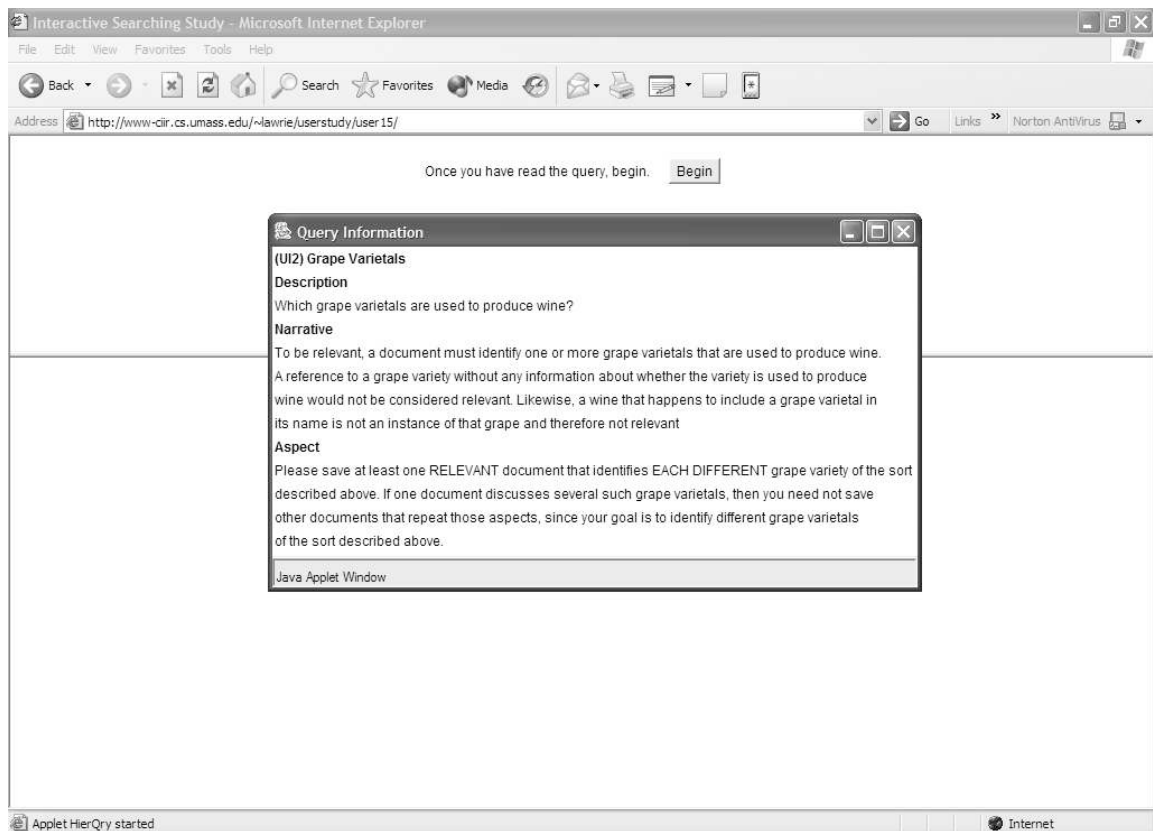 Interactive Searching Study - Microsoft Internet Explorer
File Edit View Favorites Tools Help
Back Search Favorites Media
Address http://www-ciir.cs.umass.edu/~lawrie/userstudy/user15/ Go Links » Norton AntiVirus
Once you have read the query, begin. Begin
Query Information
(UI2) Grape Varietals
Description
Which grape varietals are used to produce wine?
Narrative
To be relevant, a document must identify one or more grape varietals that are used to produce wine.
A reference to a grape variety without any information about whether the variety is used to produce
wine would not be considered relevant. Likewise, a wine that happens to include a grape varietal in
its name is not an instance of that grape and therefore not relevant
Aspect
Please save at least one RELEVANT document that identifies EACH DIFFERENT grape variety of the sort
described above. If one document discusses several such grape varietals, then you need not save
other documents that repeat those aspects, since your goal is to identify different grape varietals
of the sort described above.
Java Applet Window
Applet HierQry started Internet